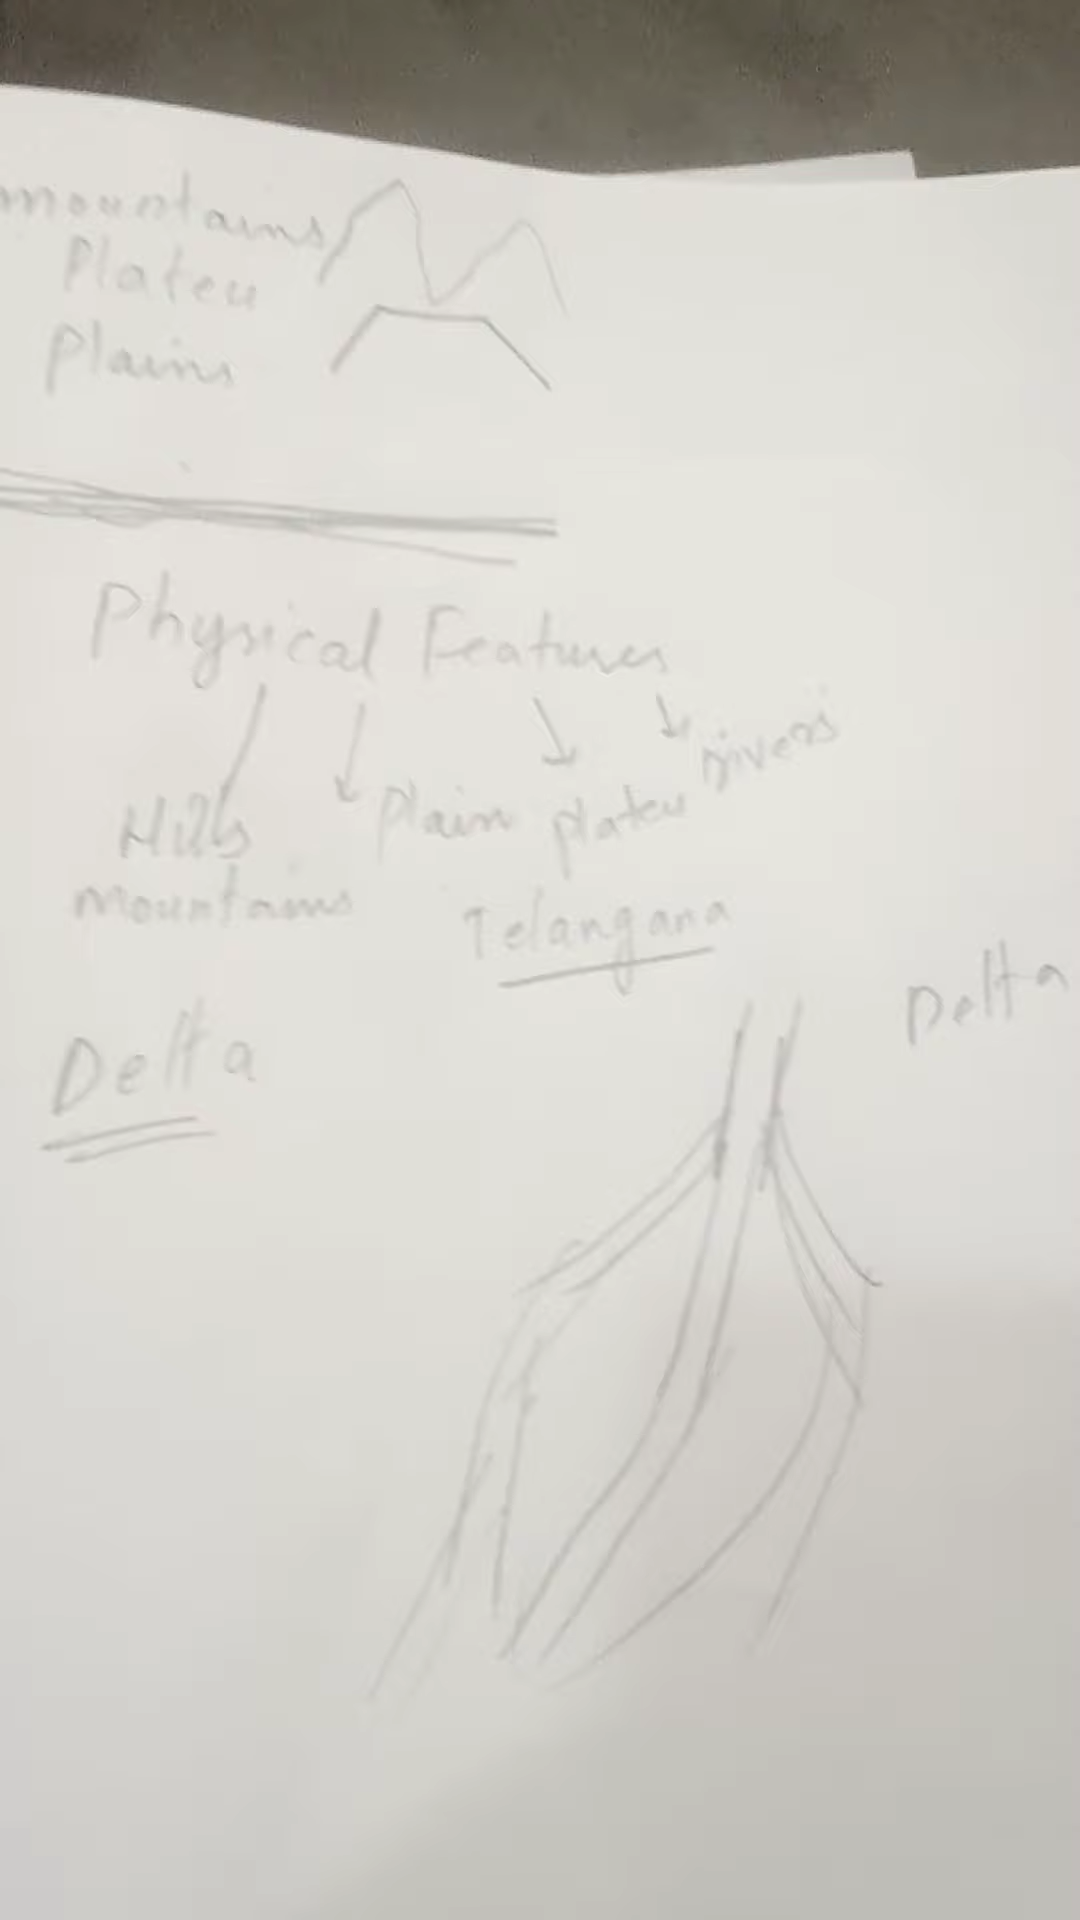 mountains
Plateu
Plains
Physical Features
rivers
Hills Plain plateu
mountains
Telangana
Delta
Delta